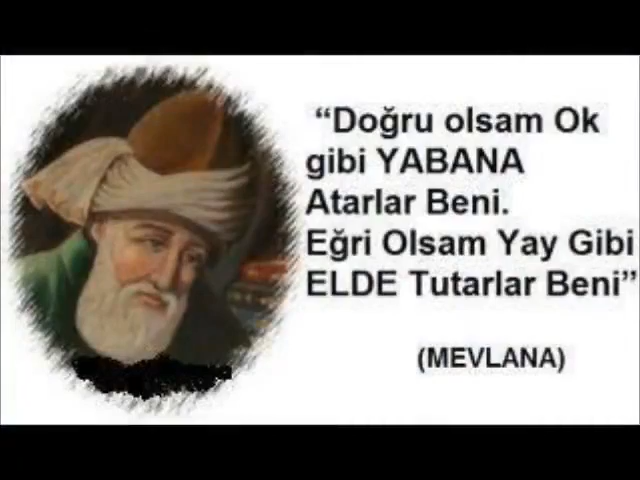 “Doğru olsam Ok
gibi YABANA
Atarlar Beni.
Eğri Olsam Yay Gibi
ELDE Tutarlar Beni”
(MEVLANA)